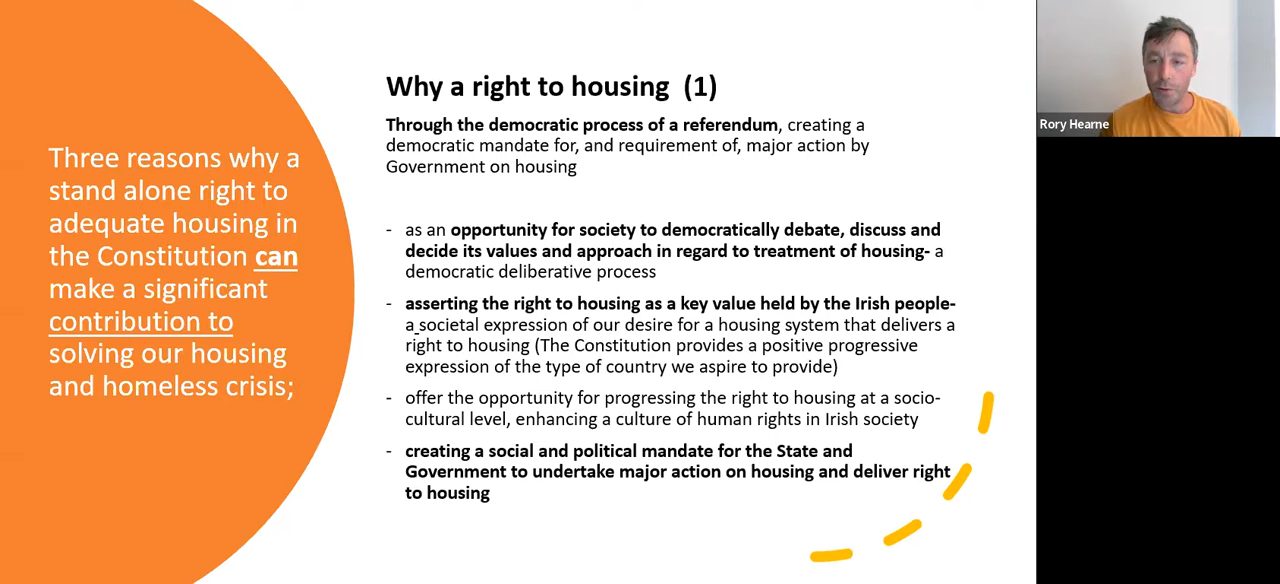 Three reasons why a
stand alone right to
adequate housing in
the Constitution can
make a significant
contribution to
solving our housing
and homeless crisis;
Why a right to housing (1)
Through the democratic process of a referendum, creating a
democratic mandate for, and requirement of, major action by
Government on housing
- as an opportunity for society to democratically debate, discuss and
decide its values and approach in regard to treatment of housing- a
democratic deliberative process
- asserting the right to housing as a key value held by the Irish people-
a societal expression of our desire for a housing system that delivers a
right to housing (The Constitution provides a positive progressive
expression of the type of country we aspire to provide)
- offer the opportunity for progressing the right to housing at a socio-
cultural level, enhancing a culture of human rights in Irish society
- creating a social and political mandate for the State and
Government to undertake major action on housing and deliver right
to housing
Rory Hearne